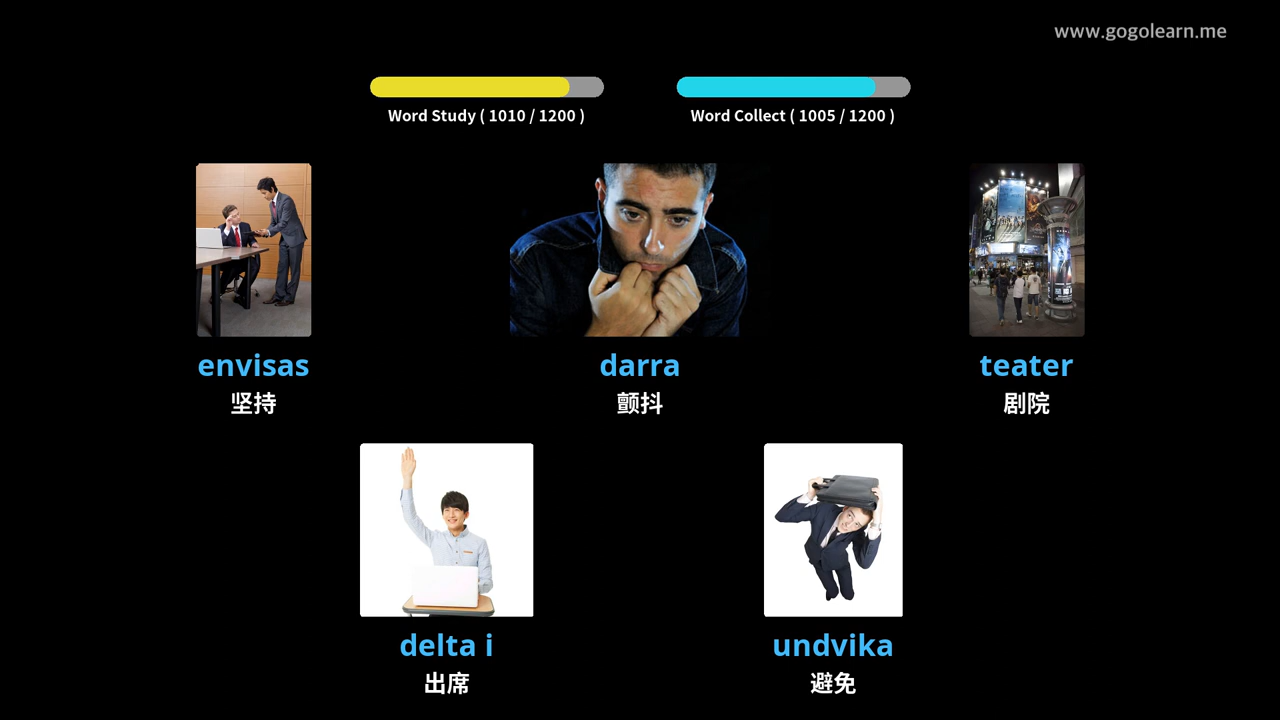 www.gogolearn.me
Word Study ( 1010 / 1200 )
Word Collect ( 1005 / 1200 )
envisas
坚持
darra
颤抖
teater
剧院
delta i
出席
undvika
避免